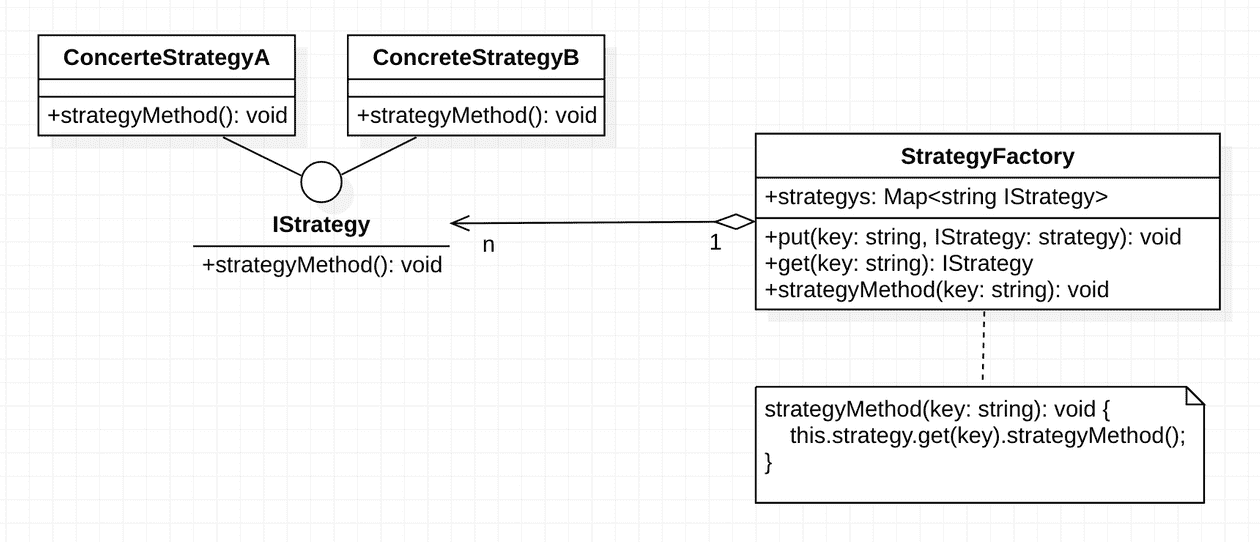 ConcerteStrategyA
+strategyMethod(): void
ConcreteStrategyB
+strategyMethod(): void
IStrategy
+strategyMethod(): void
n
1
StrategyFactory
+strategys: Map<string IStrategy>
+put(key: string, IStrategy: strategy): void
+get(key: string): IStrategy
+strategyMethod(key: string): void
strategyMethod(key: string): void {
this.strategy.get(key).strategyMethod();
}